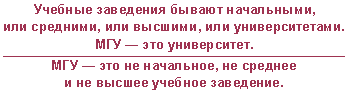 Учебные заведения бывают начальными,
или средними, или высшими, или университетами.
МГУ — это университет.
МГУ — это не начальное, не среднее
и не высшее учебное заведение.